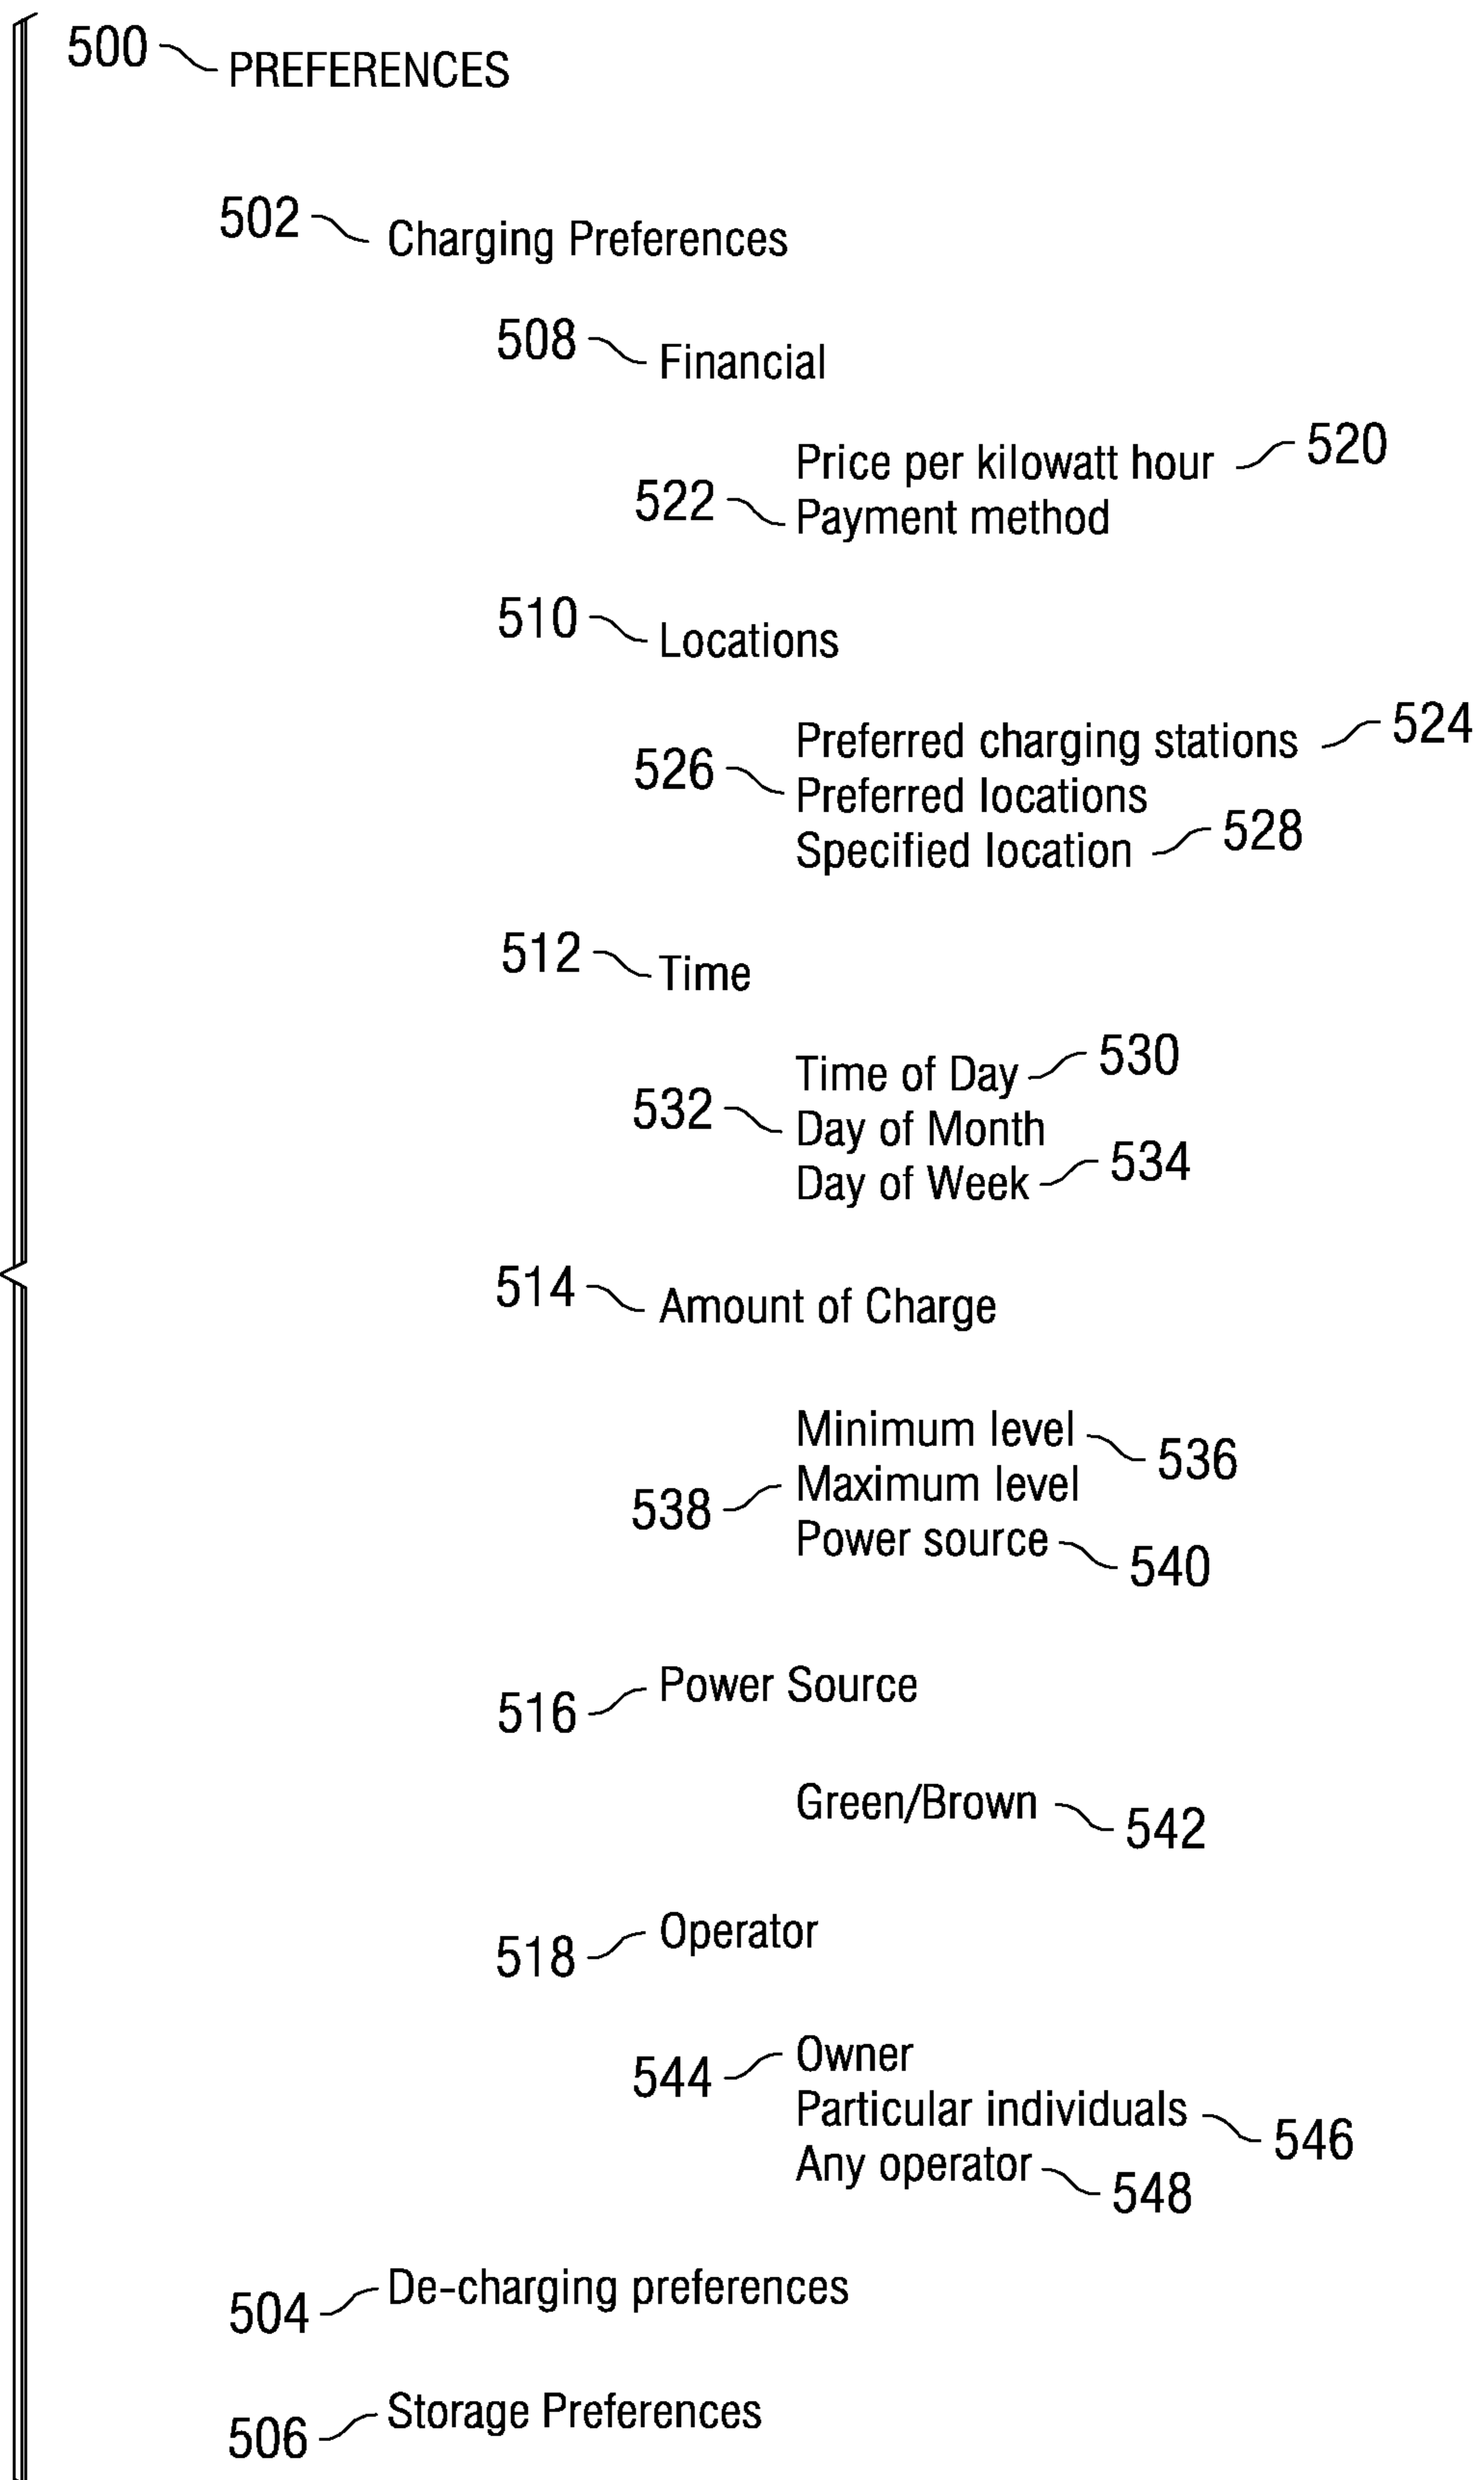 500 PREFERENCES
502 Charging Preferences
508 Financial
Price per kilowatt hour 520
522 Payment method
510 Locations
Preferred charging stations 524
526 Preferred locations
Specified location 528
512 Time
Time of Day 530
532 Day of Month
Day of Week 534
514 Amount of Charge
Minimum level 536
538 Maximum level
Power source 540
516 Power Source
Green/Brown 542
518 Operator
544 Owner
Particular individuals 546
Any operator 548
504 De-charging preferences
506 Storage Preferences